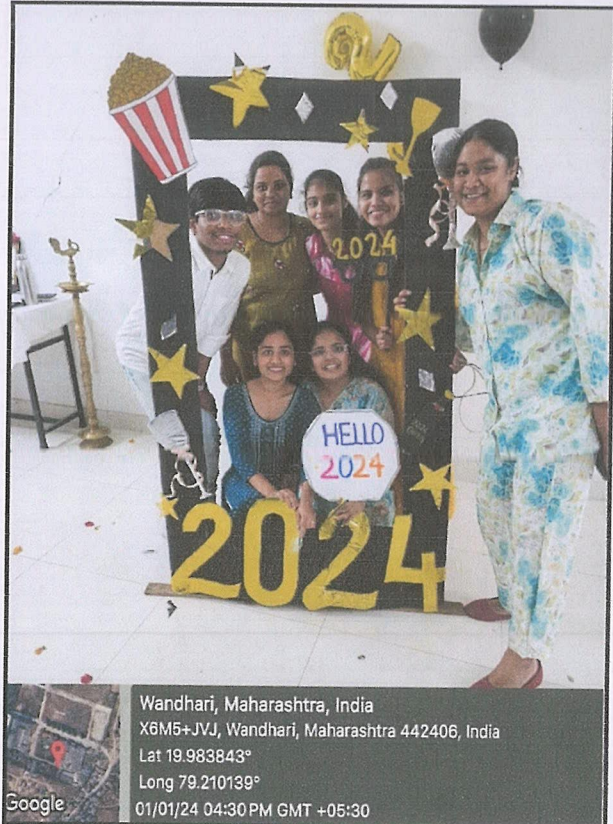 2024
HELLO
2024
2024
Wandhari, Maharashtra, India
X6M5+JVJ, Wandhari, Maharashtra 442406, India
Lat 19.983843°
Long 79.210139°
Google
01/01/24 04:30 PM GMT +05:30